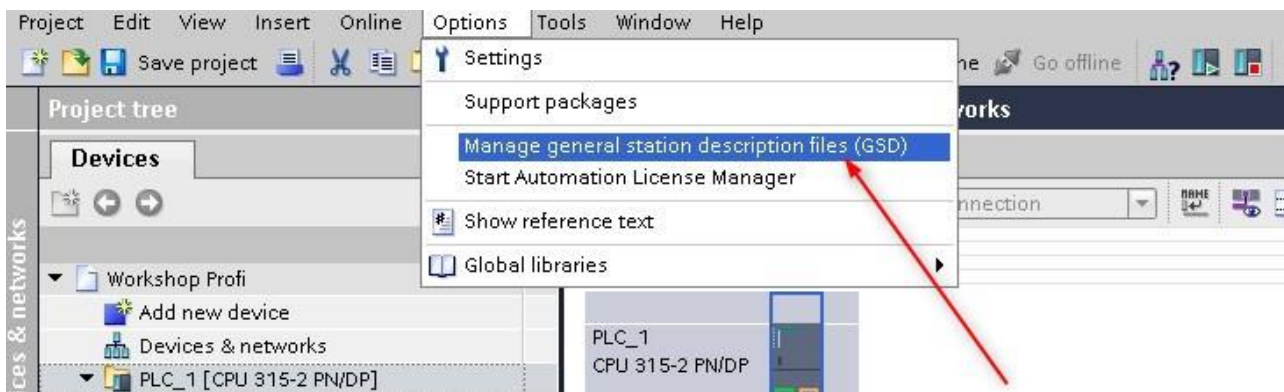 Project Edit View Insert Online Options Tools Window Help
Save project
Go offline
Settings
Support packages
Manage general station description files (GSD)
Start Automation License Manager
Show reference text
Global libraries
Project tree
Devices
Workshop Profi
Add new device
Devices & networks
PLC_1 [CPU 315-2 PN/DP]
PLC_1
CPU 315-2 PN/DP
NAME